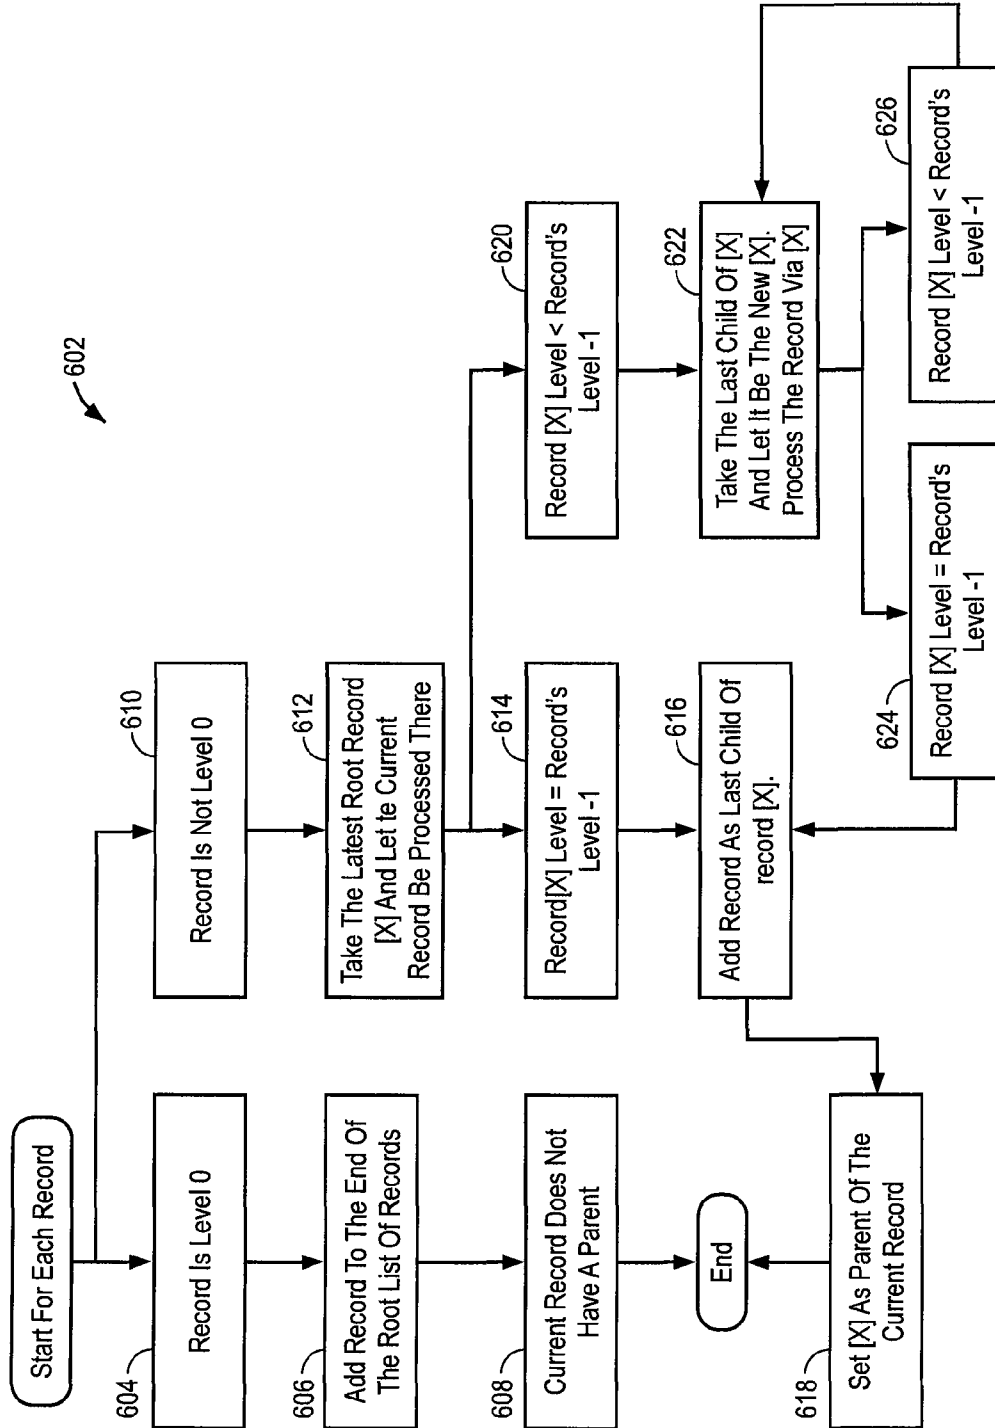 602
Start For Each Record
604
Record Is Level 0
606
Add Record To The End Of
The Root List Of Records
608
Current Record Does Not
Have A Parent
End
610
Record Is Not Level 0
612
Take The Latest Root Record
[X] And Let te Current
Record Be Processed There
614
Record[X] Level = Record's
Level -1
616
Add Record As Last Child Of
record [X].
618
Set [X] As Parent Of The
Current Record
620
Record [X] Level < Record's
Level -1
622
Take The Last Child Of [X]
And Let It Be The New [X].
Process The Record Via [X]
624
Record [X] Level = Record's
Level -1
626
Record [X] Level < Record's
Level -1